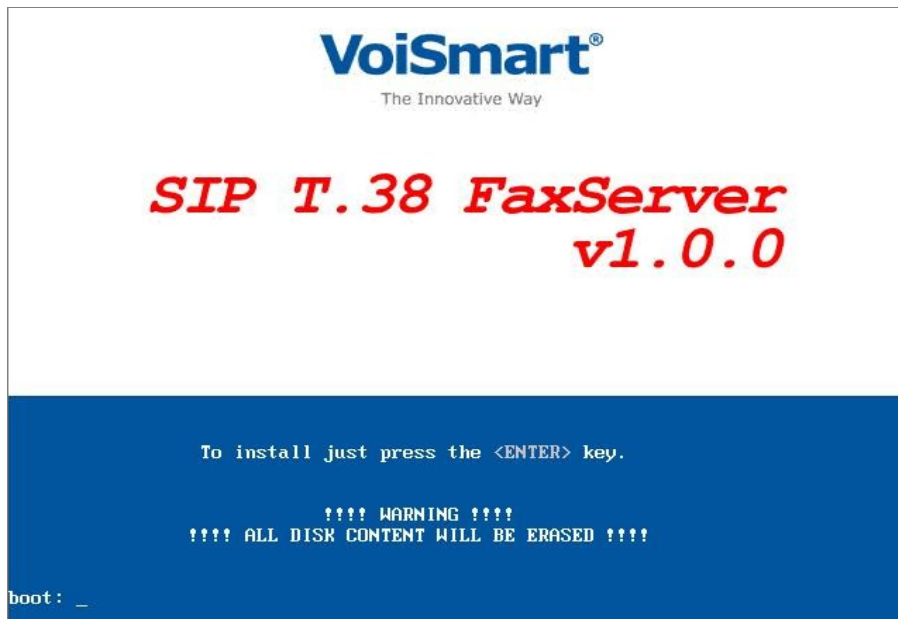 VoiSmart®
The Innovative Way
SIP T.38 FaxServer
v1.0.0
To install just press the <ENTER> key.
!!!! WARNING !!!!
!!!! ALL DISK CONTENT WILL BE ERASED !!!!
boot: _